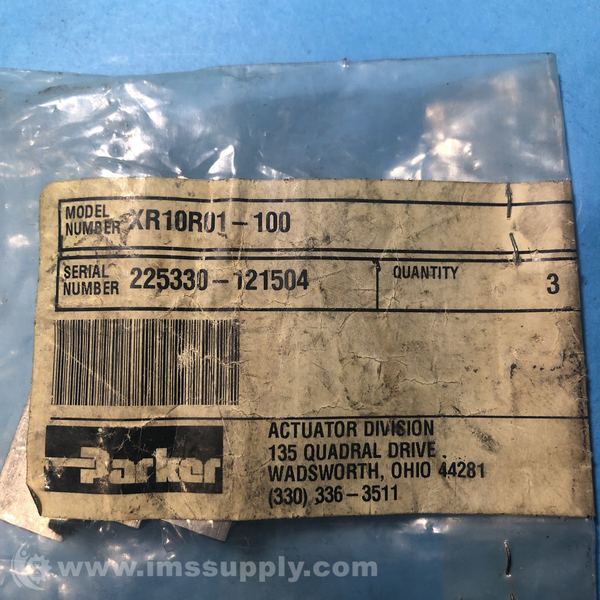 MODEL
NUMBER XR10R01-100
SERIAL
NUMBER 225330-121504
QUANTITY 3
Parker
ACTUATOR DIVISION
135 QUADRAL DRIVE
WADSWORTH, OHIO 44281
(330) 336-3511
www.imssupply.com